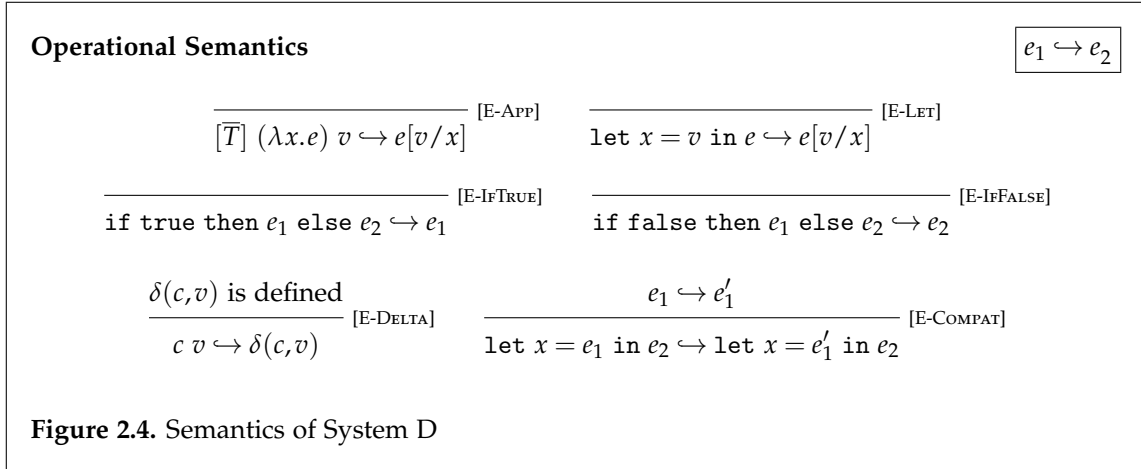 Operational Semantics
e₁ ↪ e₂
[T̅] (λx.e) v ↪ e[v/x] [E-App]
let x = v in e ↪ e[v/x] [E-Let]
if true then e₁ else e₂ ↪ e₁ [E-IfTrue]
if false then e₁ else e₂ ↪ e₂ [E-IfFalse]
δ(c, v) is defined
c v ↪ δ(c, v) [E-Delta]
e₁ ↪ e₁′
let x = e₁ in e₂ ↪ let x = e₁′ in e₂ [E-Compat]
Figure 2.4. Semantics of System D